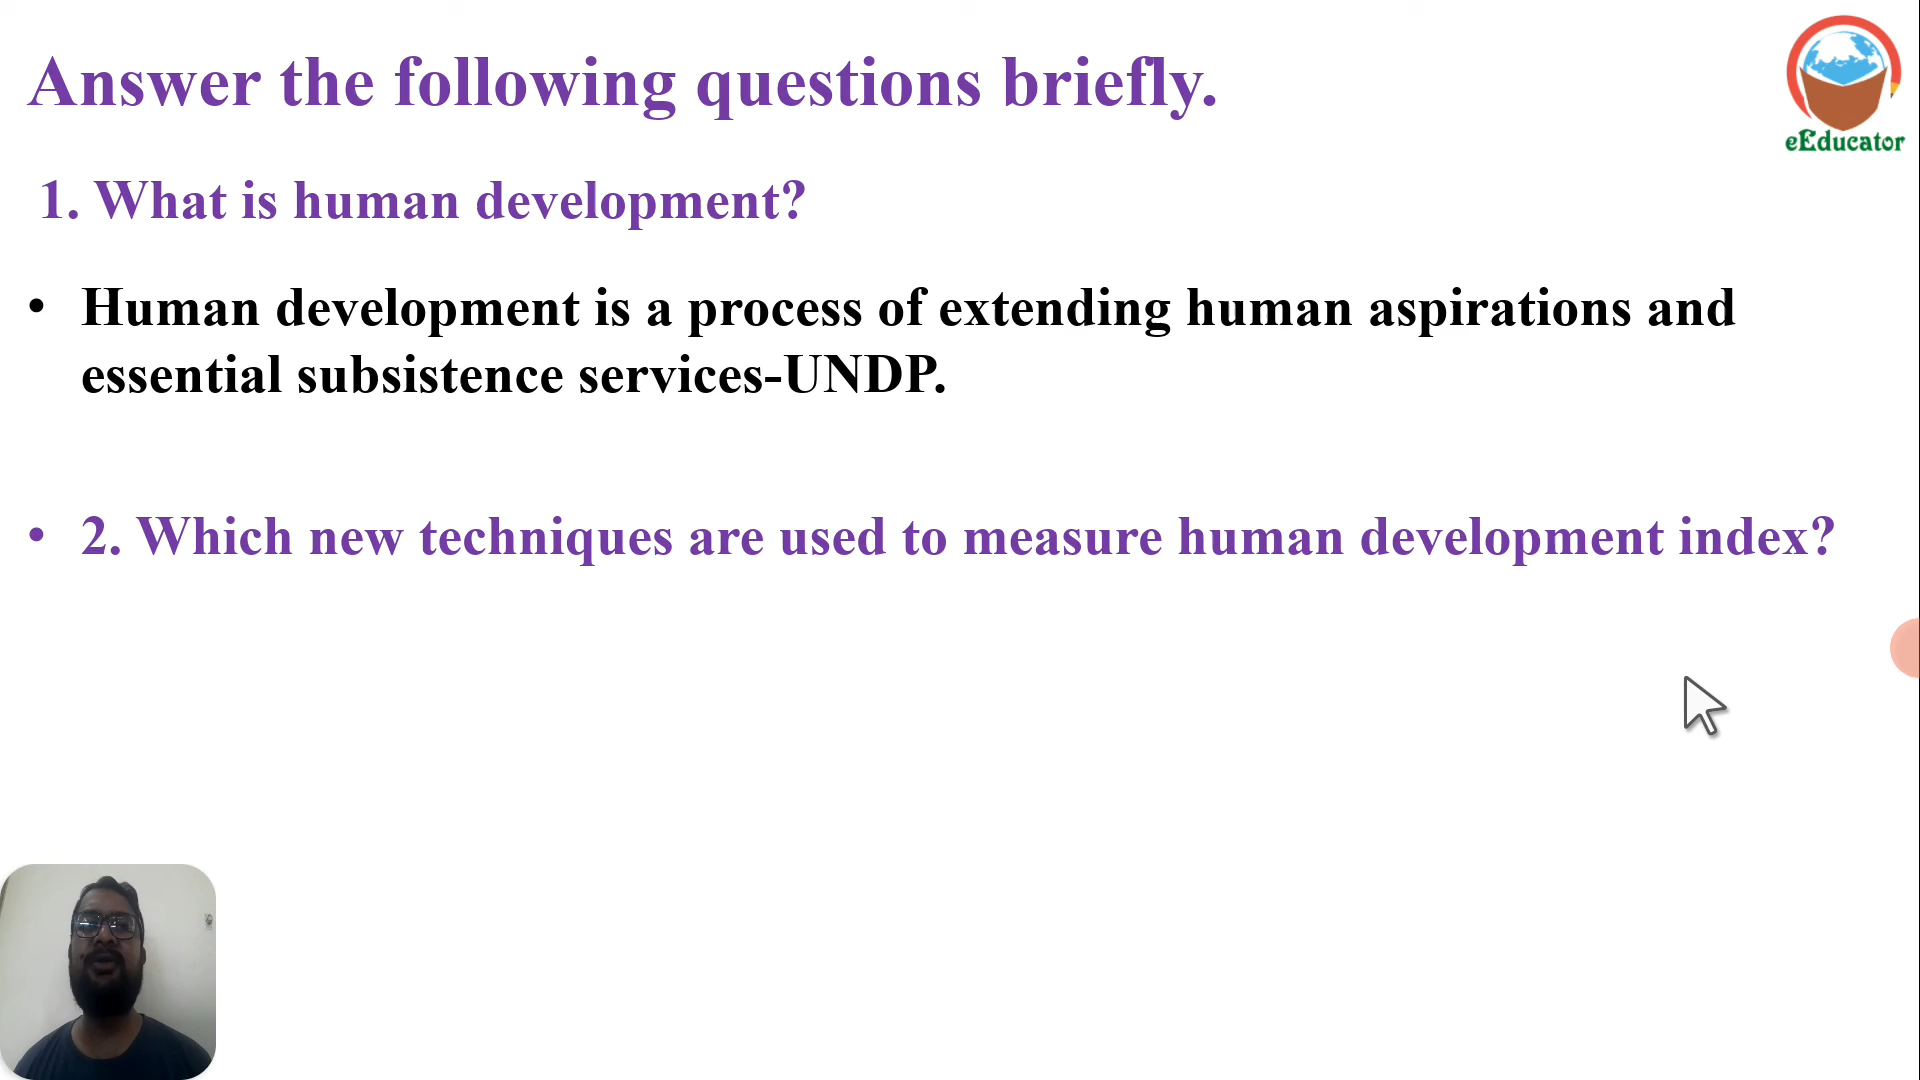 Answer the following questions briefly.
eEducator
1. What is human development?
• Human development is a process of extending human aspirations and
essential subsistence services-UNDP.
• 2. Which new techniques are used to measure human development index?